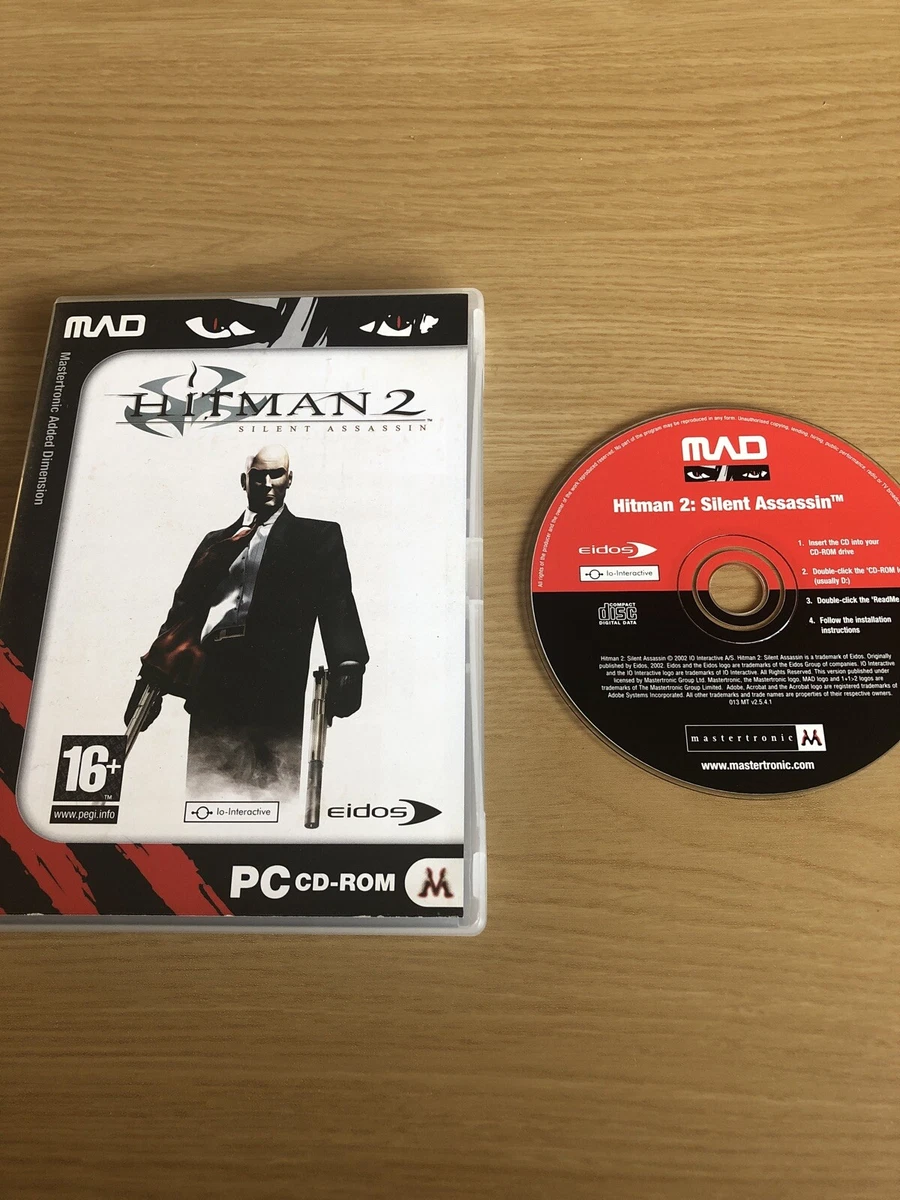 MAD
Mastertronic Added Dimension
HITMAN 2
SILENT ASSASSIN
16+
TM
www.pegi.info
Io-Interactive
eidos
PC CD-ROM
M
All rights of the producer and the owner of the work reproduced reserved. No part of the program may be reproduced in any form. Unauthorised copying, lending, hiring, public performance, radio or TV broadcas
MAD
Hitman 2: Silent Assassin™
eidos
Io-Interactive
COMPACT
disc
DIGITAL DATA
1. Insert the CD into your
CD-ROM drive
2. Double-click the 'CD-ROM
(usually D:)
3. Double-click the 'ReadMe
4. Follow the installation
instructions
Hitman 2: Silent Assassin © 2002 IO Interactive A/S. Hitman 2: Silent Assassin is a trademark of Eidos. Originally
published by Eidos, 2002. Eidos and the Eidos logo are trademarks of the Eidos Group of companies. IO Interactive
and the IO Interactive logo are trademarks of IO Interactive. All Rights Reserved. This version published under
licensed by Mastertronic Group Ltd. Mastertronic, the Mastertronic logo, MAD logo and 1+1>2 logos are
trademarks of The Mastertronic Group Limited. Adobe, Acrobat and the Acrobat logo are registered trademarks of
Adobe Systems Incorporated. All other trademarks and trade names are properties of their respective owners.
013 MT v2.5.4.1
mastertronic M
www.mastertronic.com